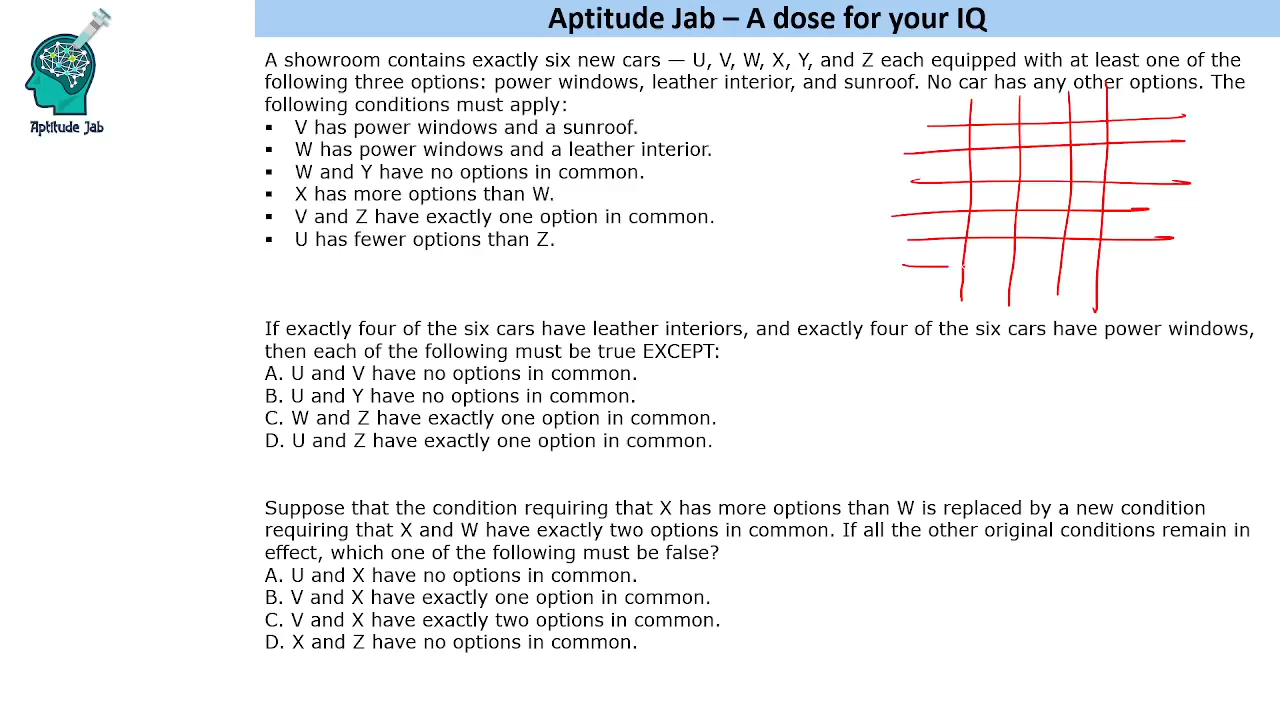 Aptitude Jab – A dose for your IQ
Aptitude Jab
A showroom contains exactly six new cars — U, V, W, X, Y, and Z each equipped with at least one of the
following three options: power windows, leather interior, and sunroof. No car has any other options. The
following conditions must apply:
▪ V has power windows and a sunroof.
▪ W has power windows and a leather interior.
▪ W and Y have no options in common.
▪ X has more options than W.
▪ V and Z have exactly one option in common.
▪ U has fewer options than Z.
If exactly four of the six cars have leather interiors, and exactly four of the six cars have power windows,
then each of the following must be true EXCEPT:
A. U and V have no options in common.
B. U and Y have no options in common.
C. W and Z have exactly one option in common.
D. U and Z have exactly one option in common.
Suppose that the condition requiring that X has more options than W is replaced by a new condition
requiring that X and W have exactly two options in common. If all the other original conditions remain in
effect, which one of the following must be false?
A. U and X have no options in common.
B. V and X have exactly one option in common.
C. V and X have exactly two options in common.
D. X and Z have no options in common.